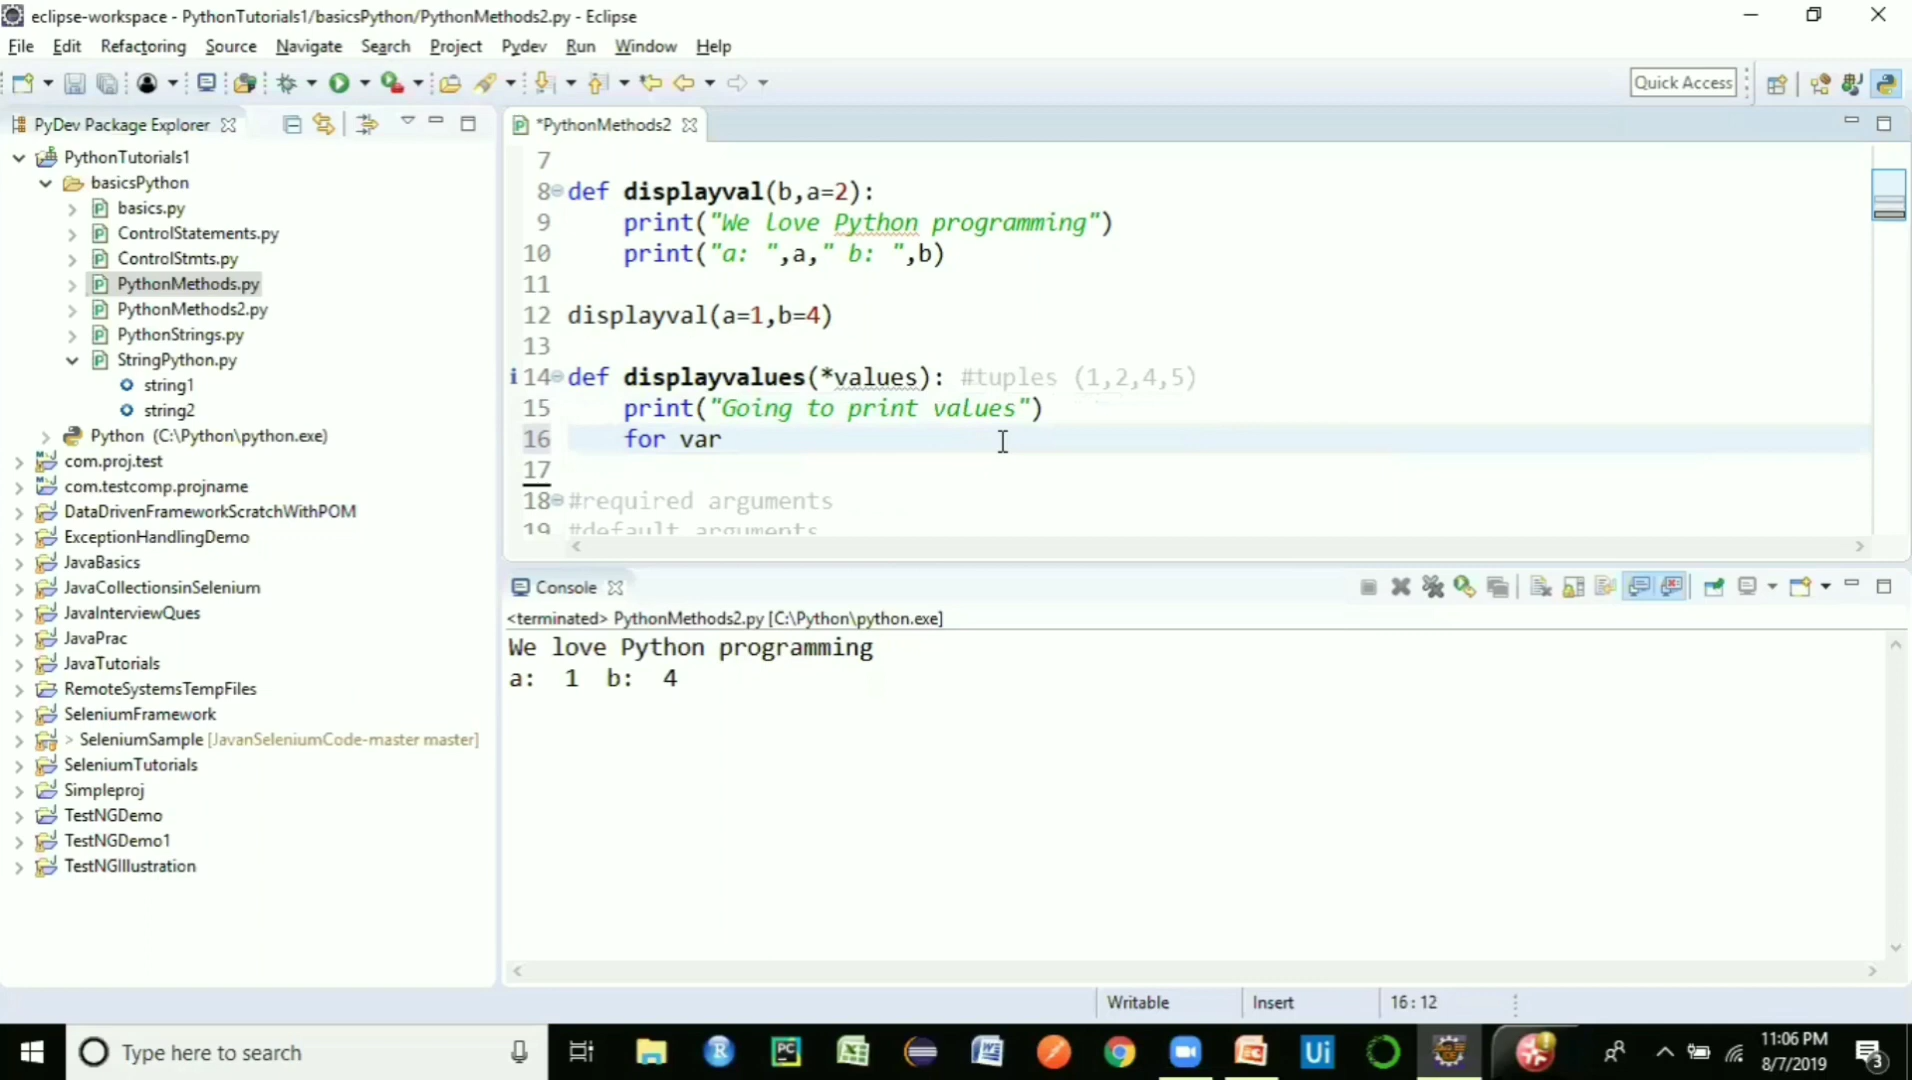 eclipse-workspace - PythonTutorials1/basicsPython/PythonMethods2.py - Eclipse
File Edit Refactoring Source Navigate Search Project Pydev Run Window Help
Quick Access
PyDev Package Explorer
*PythonMethods2
PythonTutorials1
basicsPython
basics.py
ControlStatements.py
ControlStmts.py
PythonMethods.py
PythonMethods2.py
PythonStrings.py
StringPython.py
string1
string2
Python (C:\Python\python.exe)
com.proj.test
com.testcomp.projname
DataDrivenFrameworkScratchWithPOM
ExceptionHandlingDemo
JavaBasics
JavaCollectionsinSelenium
JavaInterviewQues
JavaPrac
JavaTutorials
RemoteSystemsTempFiles
SeleniumFramework
> SeleniumSample [JavanSeleniumCode-master master]
SeleniumTutorials
Simpleproj
TestNGDemo
TestNGDemo1
TestNGIllustration
7
8 def displayval(b,a=2):
9 print("We love Python programming")
10 print("a: ",a," b: ",b)
11
12 displayval(a=1,b=4)
13
14 def displayvalues(*values): #tuples (1,2,4,5)
15 print("Going to print values")
16 for var
17
18 #required arguments
19 #default arguments
Console
<terminated> PythonMethods2.py [C:\Python\python.exe]
We love Python programming
a: 1 b: 4
Writable Insert 16 : 12
Type here to search
11:06 PM
8/7/2019
3